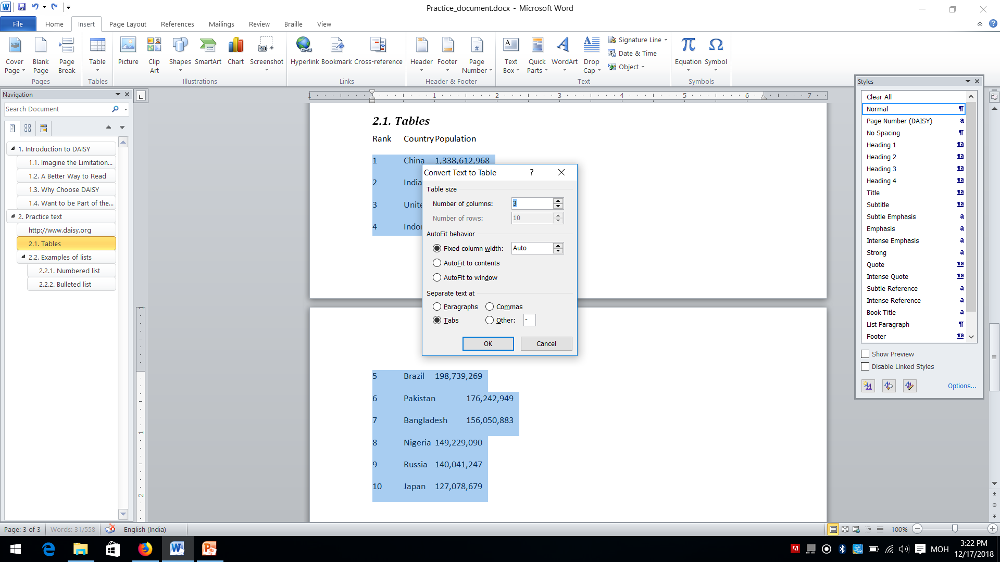 Practice_document.docx - Microsoft Word
File Home Insert Page Layout References Mailings Review Braille View
Cover Page
Blank Page
Page Break
Pages
Table
Tables
Picture
Clip Art
Shapes
SmartArt
Chart
Screenshot
Illustrations
Hyperlink
Bookmark
Cross-reference
Links
Header
Footer
Page Number
Header & Footer
Text Box
Quick Parts
WordArt
Drop Cap
Signature Line
Date & Time
Object
Text
Equation
Symbol
Symbols
Navigation
Search Document
1. Introduction to DAISY
1.1. Imagine the Limitation...
1.2. A Better Way to Read
1.3. Why Choose DAISY
1.4. Want to be Part of the...
2. Practice text
http://www.daisy.org
2.1. Tables
2.2. Examples of lists
2.2.1. Numbered list
2.2.2. Bulleted list
1 1 2 3 4 5 6 7
1
1
2
2.1. Tables
Rank Country Population
1 China 1,338,612,968
2 India
3 Unite
4 Indo
5 Brazil 198,739,269
6 Pakistan 176,242,949
7 Bangladesh 156,050,883
8 Nigeria 149,229,090
9 Russia 140,041,247
10 Japan 127,078,679
Convert Text to Table ?
Table size
Number of columns: 3
Number of rows: 10
AutoFit behavior
Fixed column width: Auto
AutoFit to contents
AutoFit to window
Separate text at
Paragraphs Commas
Tabs Other: -
OK Cancel
Styles
Clear All
Normal ¶
Page Number (DAISY) a
No Spacing ¶
Heading 1 ¶a
Heading 2 ¶a
Heading 3 ¶a
Heading 4 ¶a
Title ¶a
Subtitle ¶a
Subtle Emphasis a
Emphasis a
Intense Emphasis a
Strong a
Quote ¶a
Intense Quote ¶a
Subtle Reference a
Intense Reference a
Book Title a
List Paragraph ¶
Footer ¶a
Show Preview
Disable Linked Styles
Options...
Page: 3 of 3 Words: 31/558 English (India) 100%
MOH
3:22 PM
12/17/2018